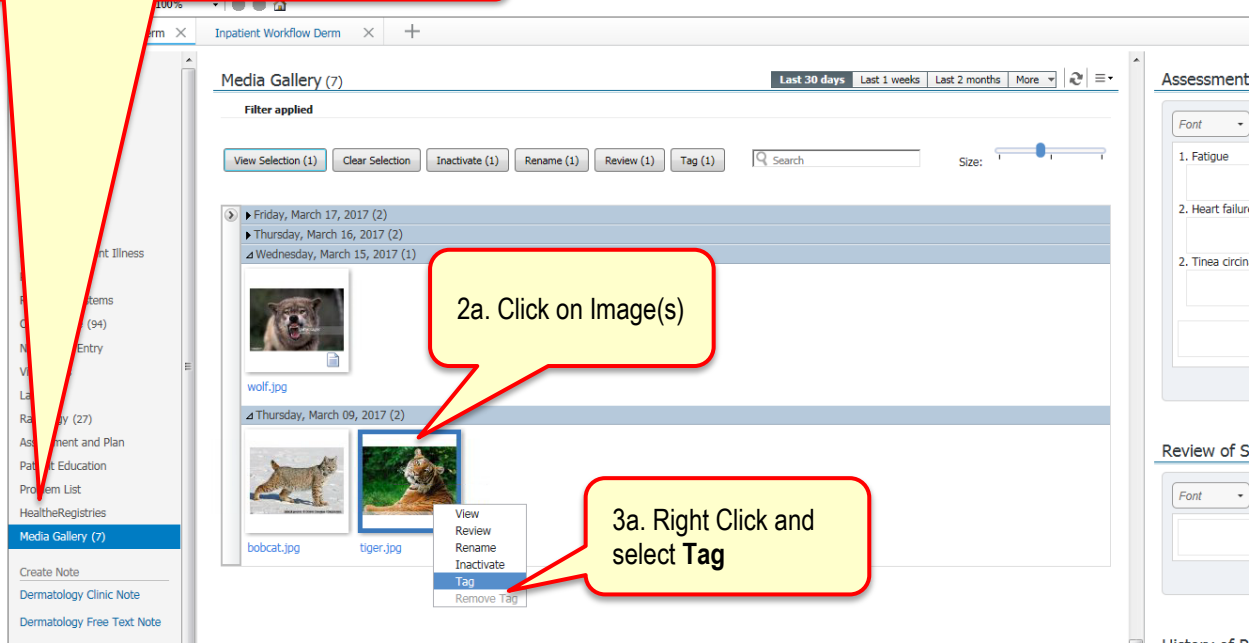 100%
Inpatient Workflow Derm
Media Gallery (7)
Last 30 days Last 1 weeks Last 2 months More
Filter applied
View Selection (1) Clear Selection Inactivate (1) Rename (1) Review (1) Tag (1) Search Size:
Friday, March 17, 2017 (2)
Thursday, March 16, 2017 (2)
Wednesday, March 15, 2017 (1)
wolf.jpg
2a. Click on Image(s)
Thursday, March 09, 2017 (2)
bobcat.jpg tiger.jpg
View
Review
Rename
Inactivate
Tag
Remove Tag
3a. Right Click and
select Tag
Illness
(94)
Entry
(27)
and Plan
Education
List
HealtheRegistries
Media Gallery (7)
Create Note
Dermatology Clinic Note
Dermatology Free Text Note
Assessment
Font
1. Fatigue
2. Heart failure
2. Tinea circin
Review of S
Font